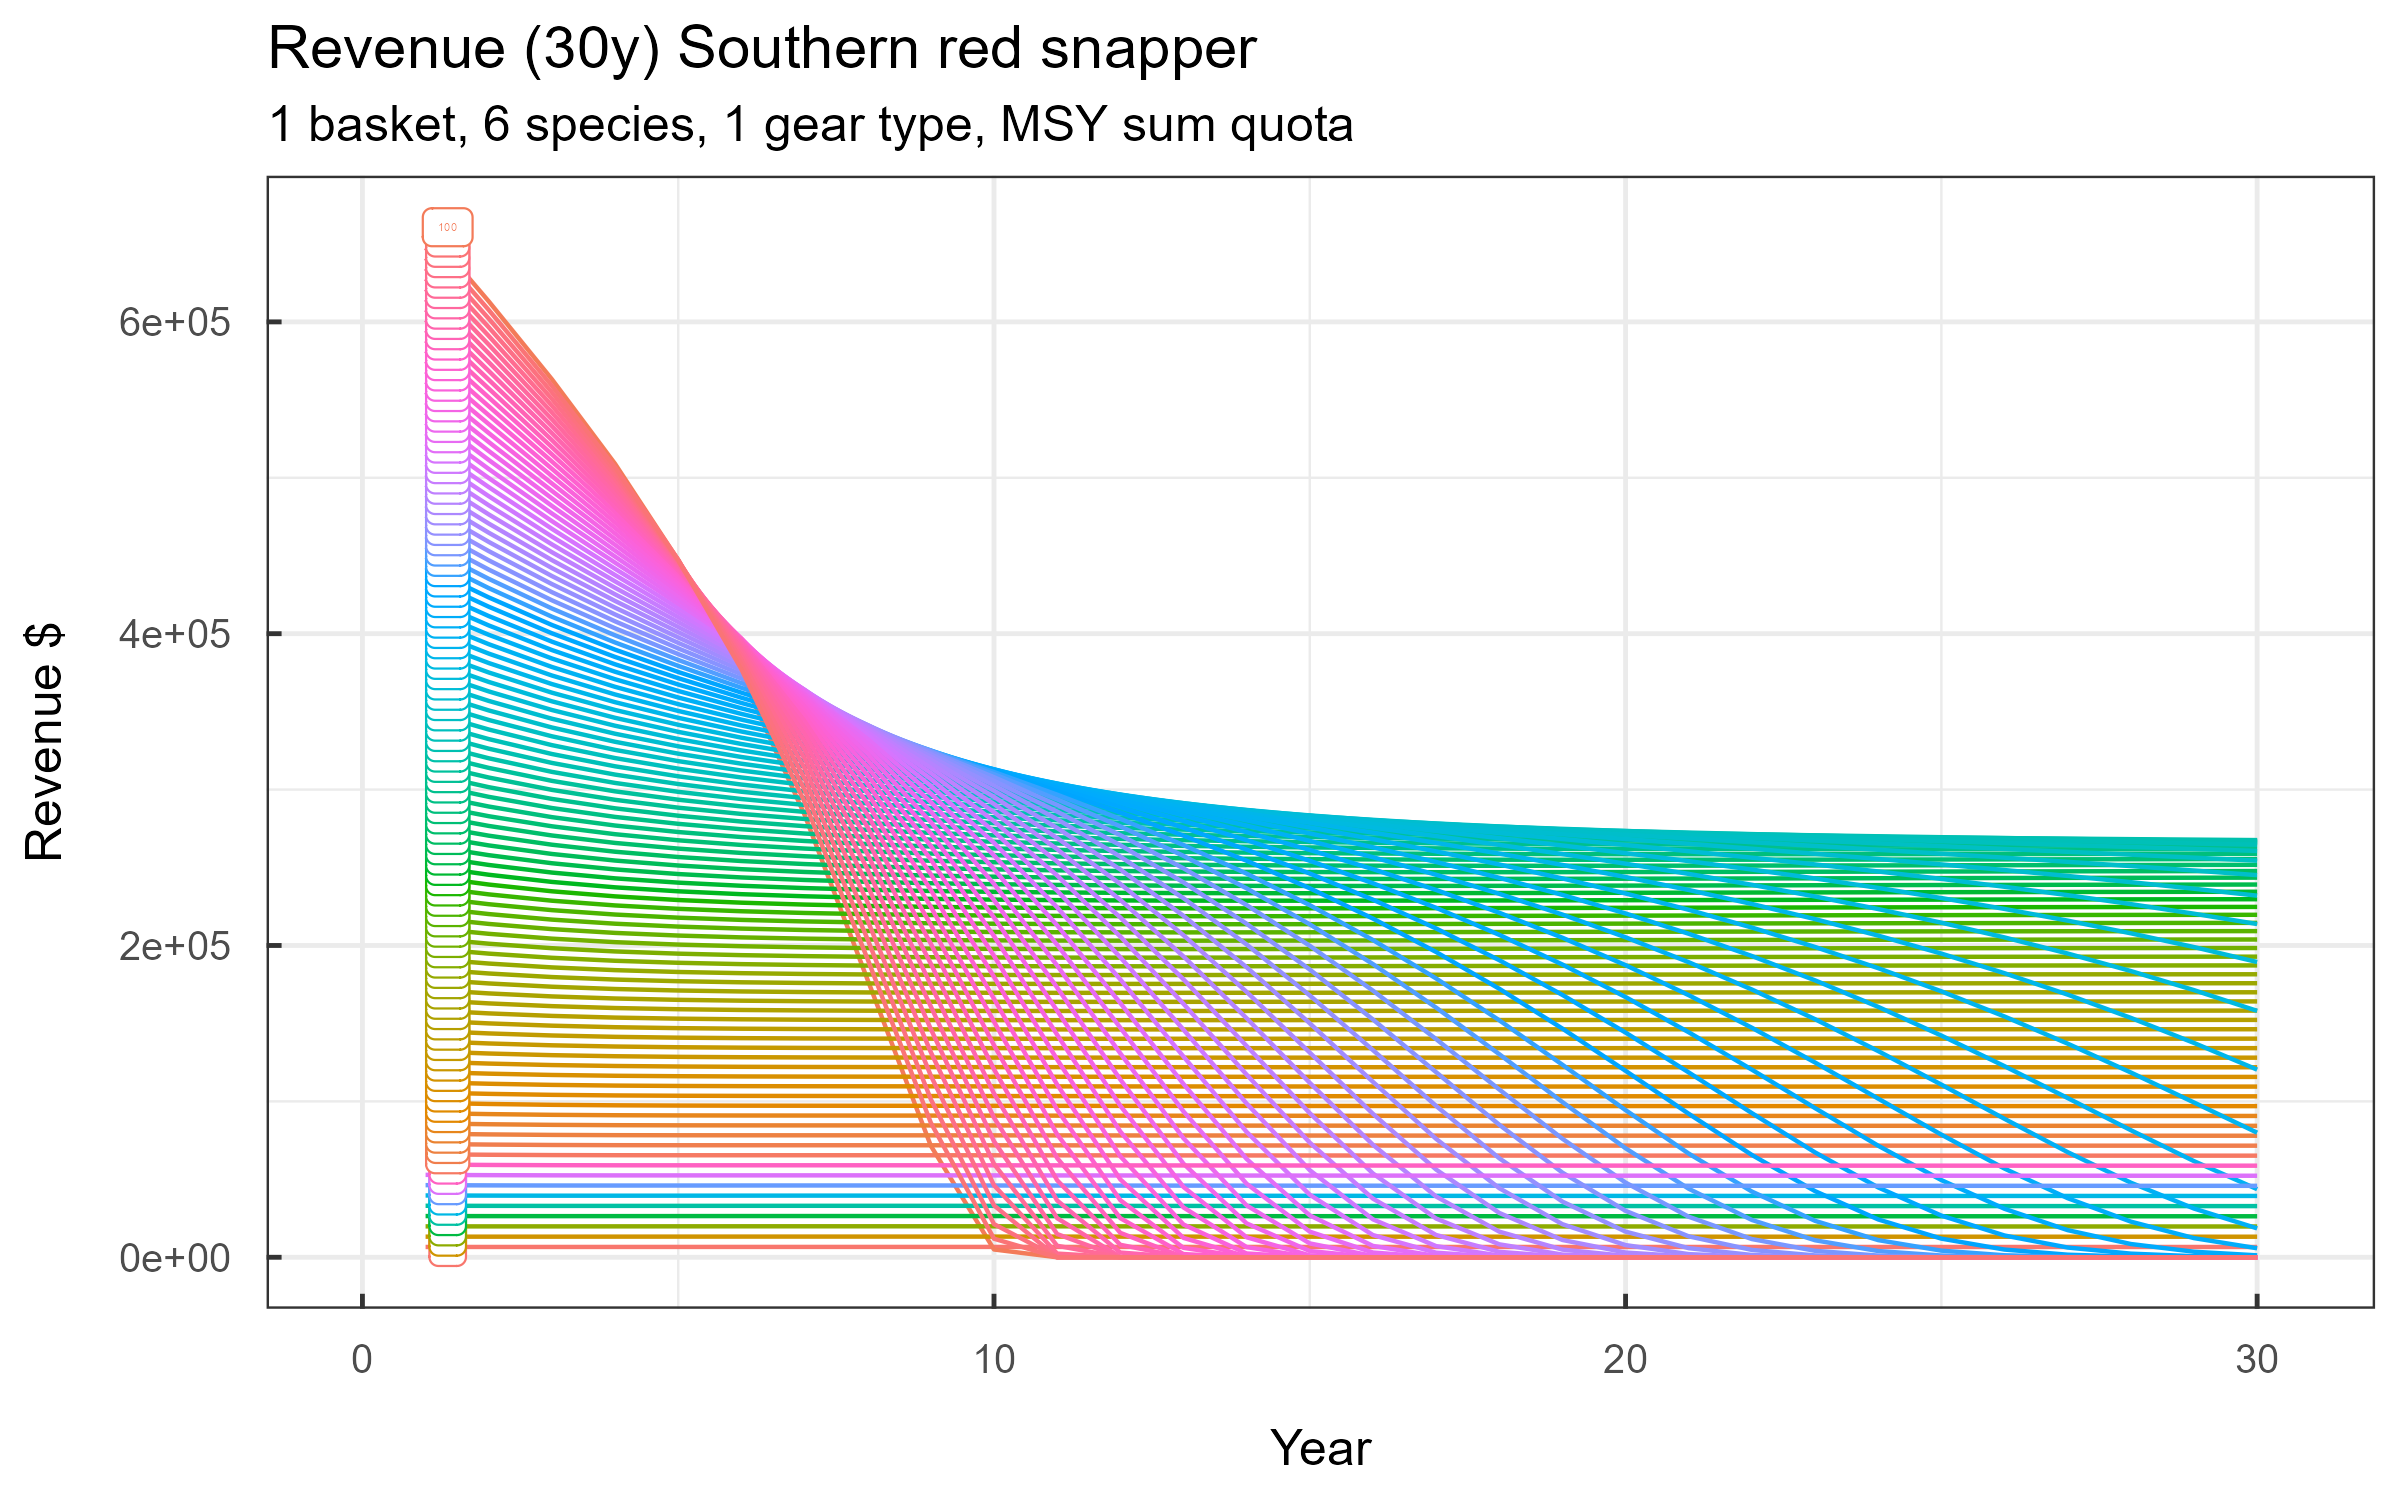 Revenue (30y) Southern red snapper
1 basket, 6 species, 1 gear type, MSY sum quota
100
6e+05
4e+05
2e+05
0e+00
Revenue $
0 10 20 30
Year